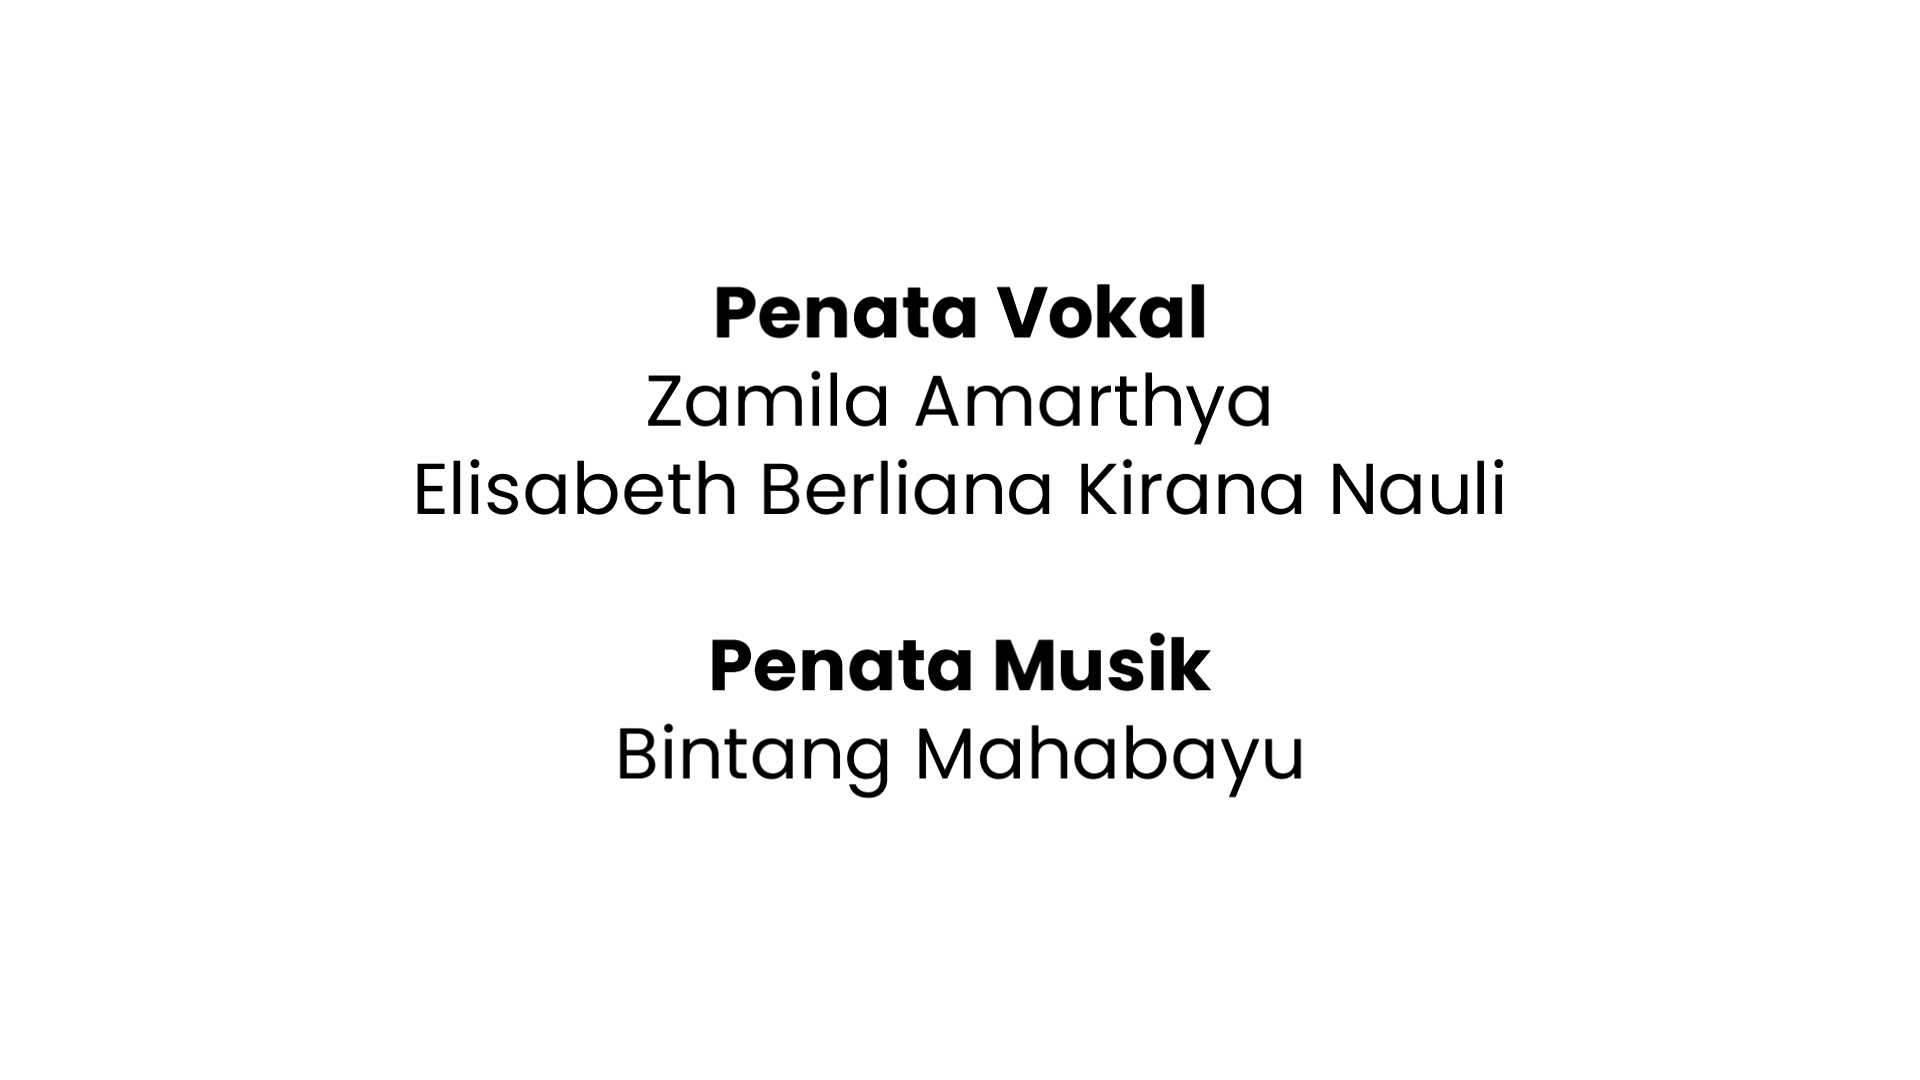 Penata Vokal
Zamila Amarthya
Elisabeth Berliana Kirana Nauli
Penata Musik
Bintang Mahabayu